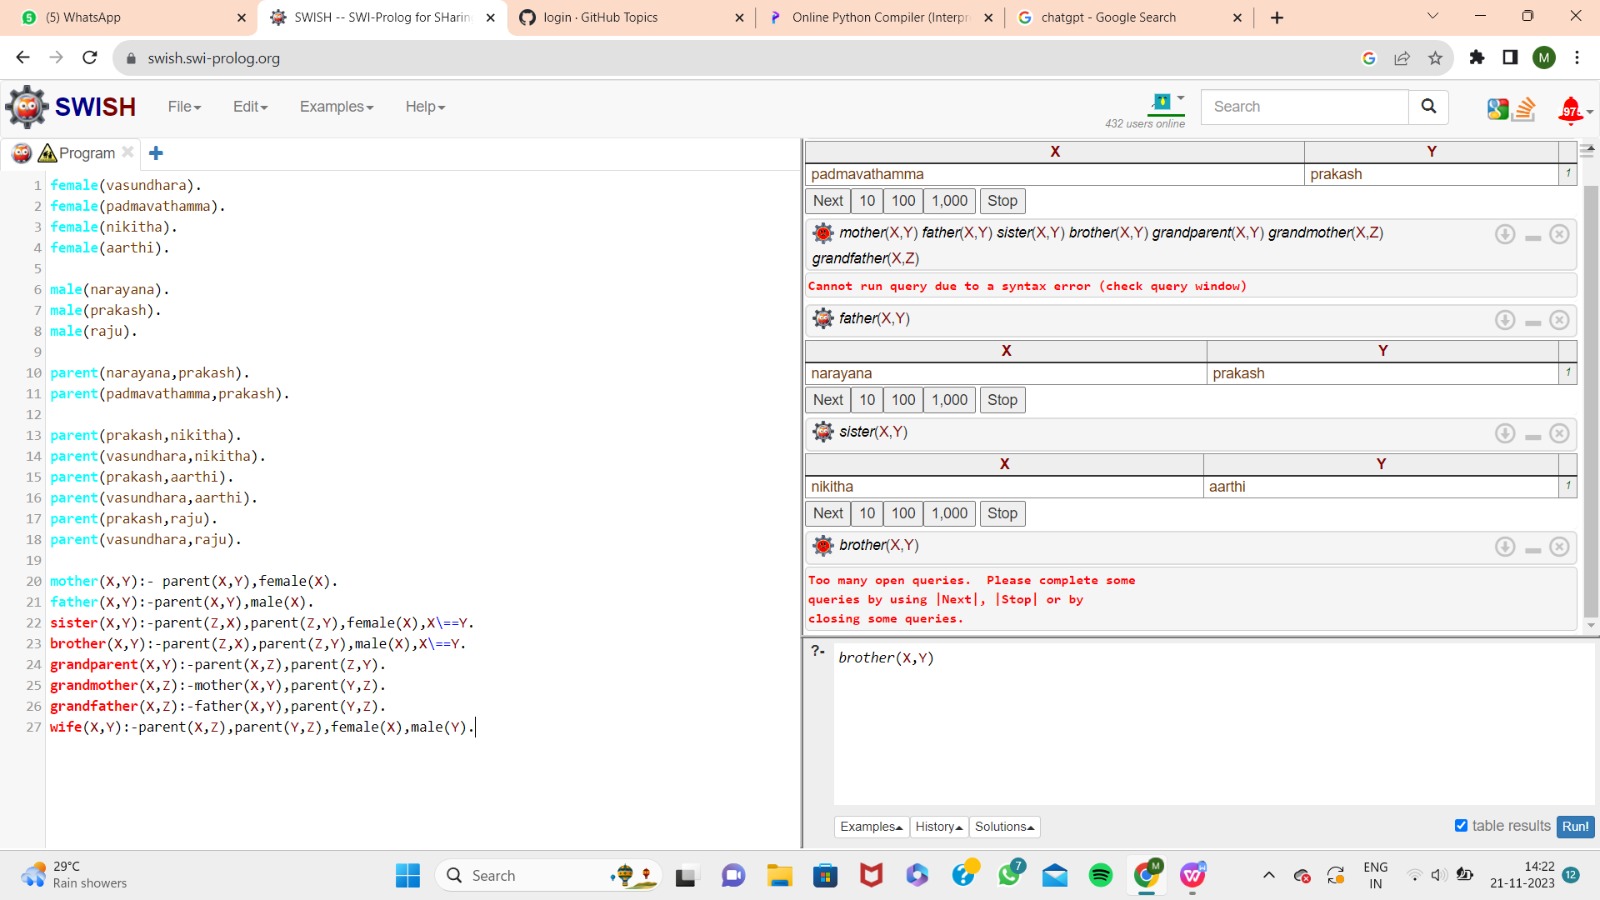 (5) WhatsApp
SWISH -- SWI-Prolog for SHarin
login · GitHub Topics
Online Python Compiler (Interpr
chatgpt - Google Search
swish.swi-prolog.org
M
SWISH
File
Edit
Examples
Help
432 users online
Search
Program
1 female(vasundhara).
2 female(padmavathamma).
3 female(nikitha).
4 female(aarthi).
5
6 male(narayana).
7 male(prakash).
8 male(raju).
9
10 parent(narayana,prakash).
11 parent(padmavathamma,prakash).
12
13 parent(prakash,nikitha).
14 parent(vasundhara,nikitha).
15 parent(prakash,aarthi).
16 parent(vasundhara,aarthi).
17 parent(prakash,raju).
18 parent(vasundhara,raju).
19
20 mother(X,Y):- parent(X,Y),female(X).
21 father(X,Y):-parent(X,Y),male(X).
22 sister(X,Y):-parent(Z,X),parent(Z,Y),female(X),X\==Y.
23 brother(X,Y):-parent(Z,X),parent(Z,Y),male(X),X\==Y.
24 grandparent(X,Y):-parent(X,Z),parent(Z,Y).
25 grandmother(X,Z):-mother(X,Y),parent(Y,Z).
26 grandfather(X,Z):-father(X,Y),parent(Y,Z).
27 wife(X,Y):-parent(X,Z),parent(Y,Z),female(X),male(Y).
X Y
padmavathamma prakash 1
Next 10 100 1,000 Stop
mother(X,Y) father(X,Y) sister(X,Y) brother(X,Y) grandparent(X,Y) grandmother(X,Z)
grandfather(X,Z)
Cannot run query due to a syntax error (check query window)
father(X,Y)
X Y
narayana prakash 1
Next 10 100 1,000 Stop
sister(X,Y)
X Y
nikitha aarthi 1
Next 10 100 1,000 Stop
brother(X,Y)
Too many open queries. Please complete some
queries by using |Next|, |Stop| or by
closing some queries.
?- brother(X,Y)
Examples History Solutions
table results Run!
29°C
Rain showers
Search
7
M
ENG
IN
14:22
21-11-2023
12